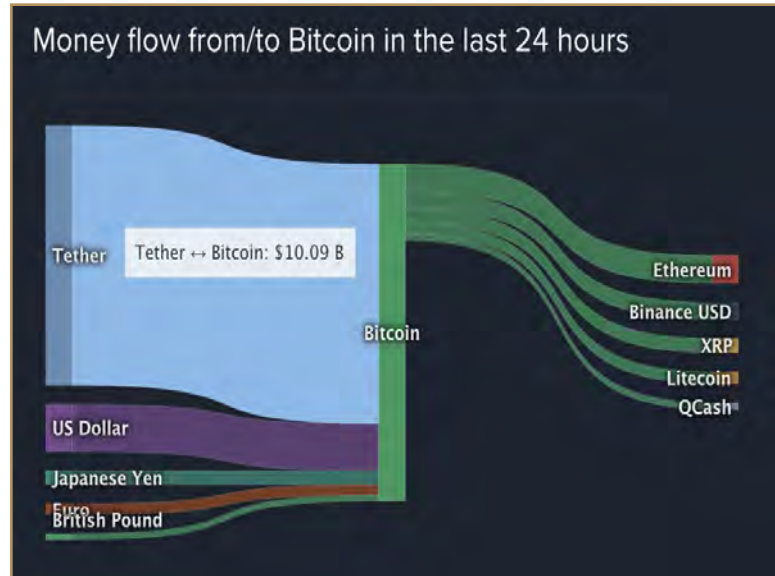 Money flow from/to Bitcoin in the last 24 hours
Tether
Tether ↔ Bitcoin: $10.09 B
Bitcoin
US Dollar
Japanese Yen
Euro
British Pound
Ethereum
Binance USD
XRP
Litecoin
QCash